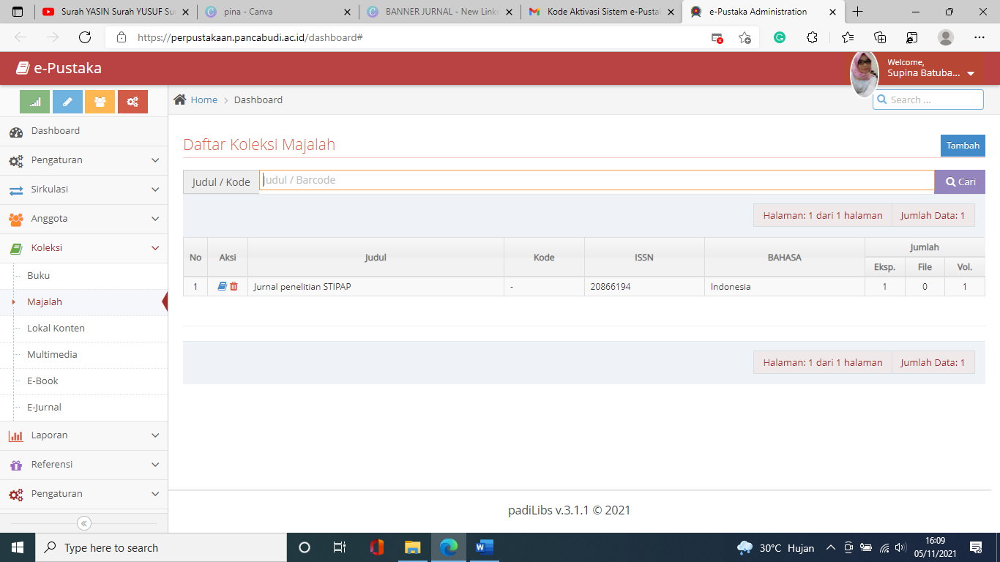 Surah YASIN Surah YUSUF Su
pina - Canva
BANNER JURNAL - New Linke
Kode Aktivasi Sistem e-Pustak
e-Pustaka Administration
https://perpustakaan.pancabudi.ac.id/dashboard#
e-Pustaka
Welcome,
Supina Batuba...
Home > Dashboard
Search ...
Dashboard
Pengaturan
Sirkulasi
Anggota
Koleksi
Buku
Majalah
Lokal Konten
Multimedia
E-Book
E-Jurnal
Laporan
Referensi
Pengaturan
Daftar Koleksi Majalah
Tambah
Judul / Kode
Judul / Barcode
Cari
Halaman: 1 dari 1 halaman
Jumlah Data: 1
No Aksi Judul Kode ISSN BAHASA Jumlah
Eksp. File Vol.
1 Jurnal penelitian STIPAP - 20866194 Indonesia 1 0 1
Halaman: 1 dari 1 halaman
Jumlah Data: 1
padiLibs v.3.1.1 © 2021
Type here to search
30°C Hujan
16:09
05/11/2021